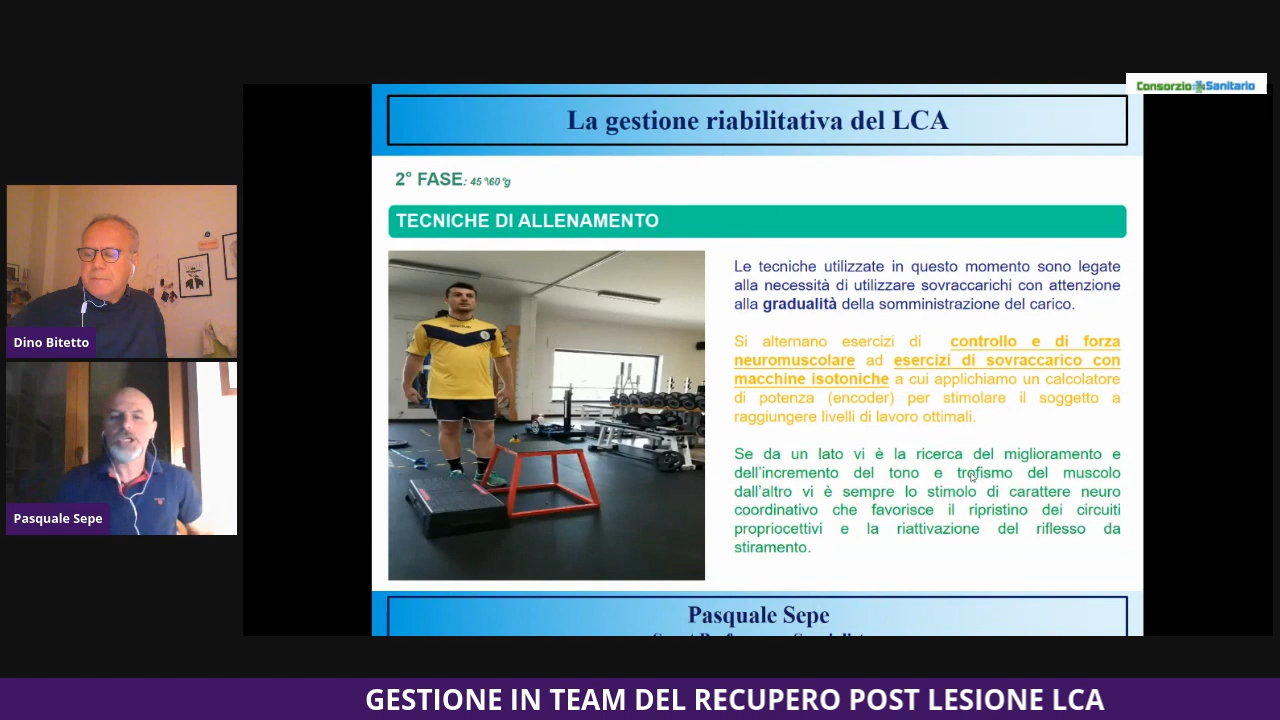 Consorzio Sanitario
La gestione riabilitativa del LCA
2° FASE: 45°\60°g
TECNICHE DI ALLENAMENTO
Le tecniche utilizzate in questo momento sono legate
alla necessità di utilizzare sovraccarichi con attenzione
alla gradualità della somministrazione del carico.
Si alternano esercizi di controllo e di forza
neuromuscolare ad esercizi di sovraccarico con
macchine isotoniche a cui applichiamo un calcolatore
di potenza (encoder) per stimolare il soggetto a
raggiungere livelli di lavoro ottimali.
Se da un lato vi è la ricerca del miglioramento e
dell'incremento del tono e trofismo del muscolo
dall'altro vi è sempre lo stimolo di carattere neuro
coordinativo che favorisce il ripristino dei circuiti
propriocettivi e la riattivazione del riflesso da
stiramento.
Dino Bitetto
Pasquale Sepe
Pasquale Sepe
GESTIONE IN TEAM DEL RECUPERO POST LESIONE LCA